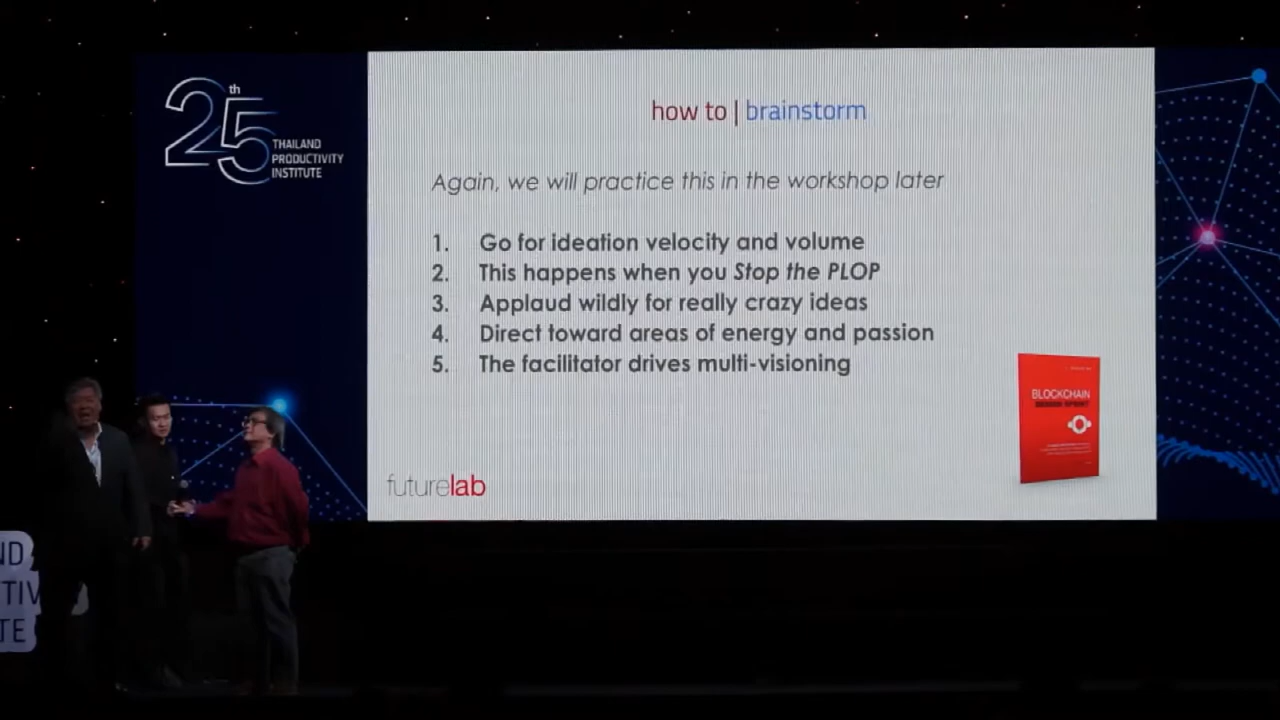 25th
THAILAND
PRODUCTIVITY
INSTITUTE
how to | brainstorm
Again, we will practice this in the workshop later
1. Go for ideation velocity and volume
2. This happens when you Stop the PLOP
3. Applaud wildly for really crazy ideas
4. Direct toward areas of energy and passion
5. The facilitator drives multi-visioning
BLOCKCHAIN
futurelab
ND
TIV
TE